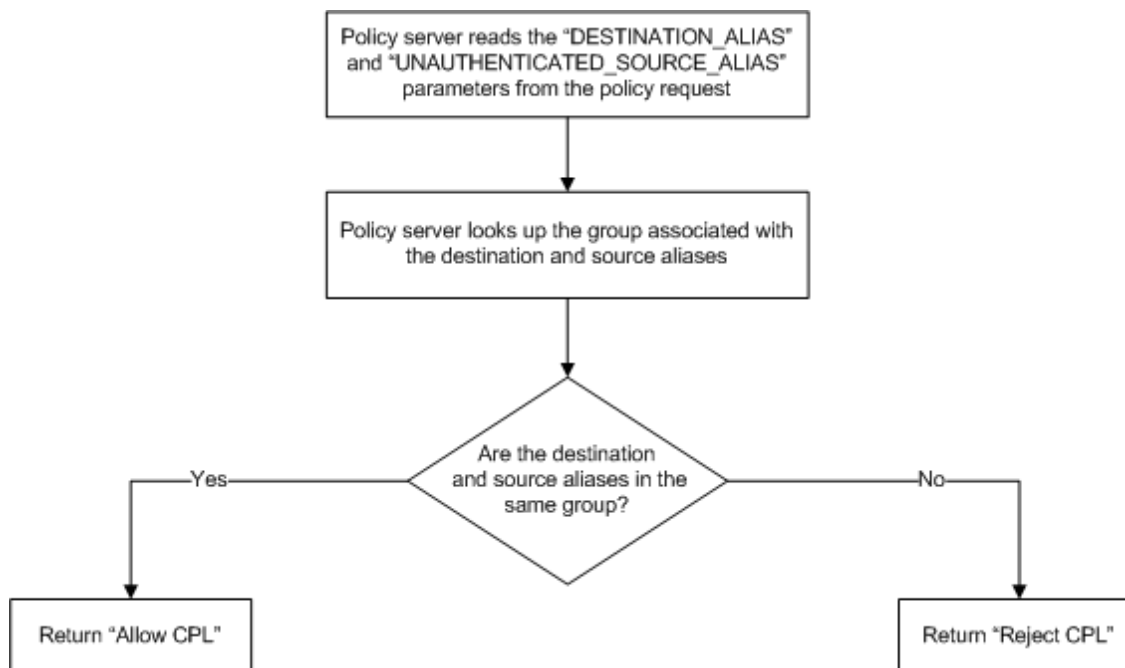 Policy server reads the “DESTINATION_ALIAS”
and “UNAUTHENTICATED_SOURCE_ALIAS”
parameters from the policy request
Policy server looks up the group associated with
the destination and source aliases
Are the destination
and source aliases in the
same group?
Yes
No
Return “Allow CPL”
Return “Reject CPL”